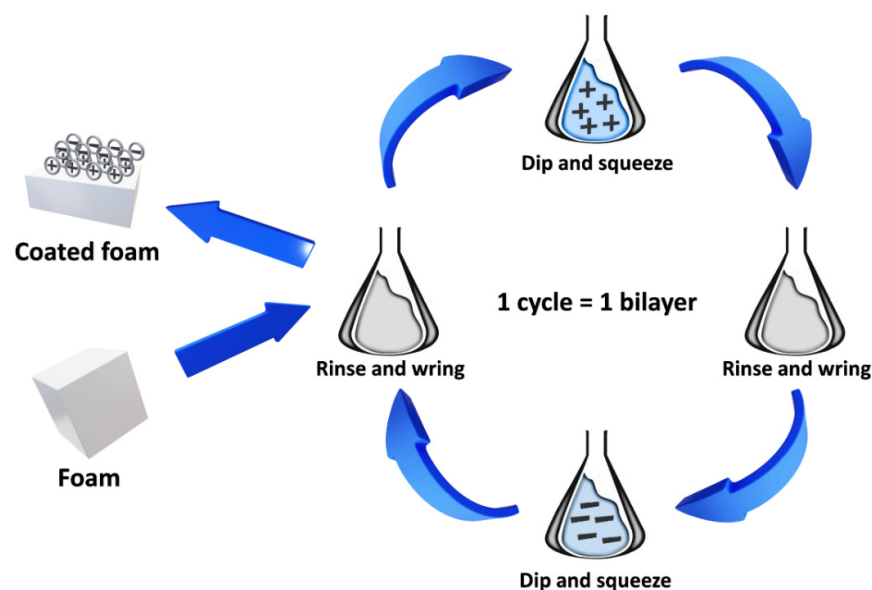 Dip and squeeze
Coated foam
1 cycle = 1 bilayer
Rinse and wring
Rinse and wring
Foam
Dip and squeeze